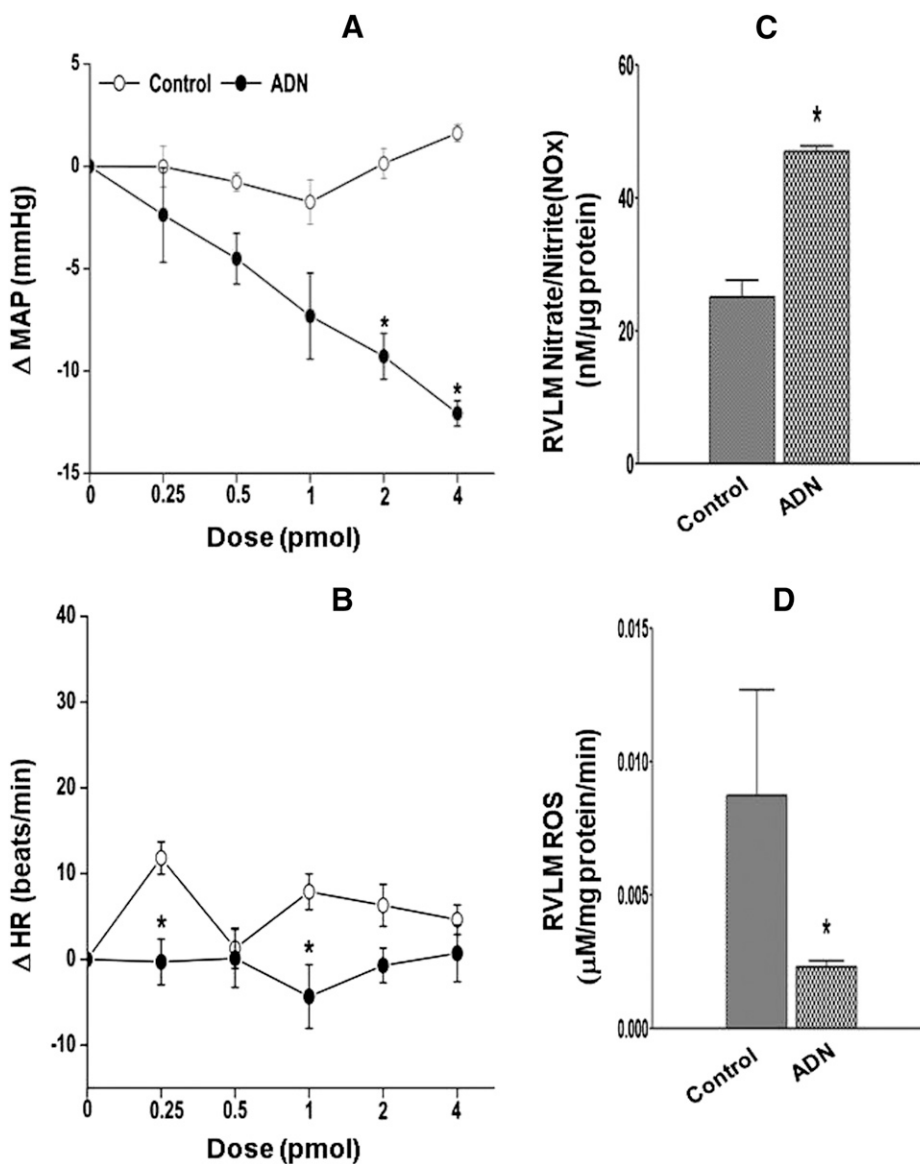 A
Control ADN
Δ MAP (mmHg)
5
0
-5
-10
-15
*
*
0 0.25 0.5 1 2 4
Dose (pmol)
C
RVLM Nitrate/Nitrite(NOx)
(nM/µg protein)
60
40
20
0
*
Control
ADN
B
Δ HR (beats/min)
40
30
20
10
0
-10
*
*
0 0.25 0.5 1 2 4
Dose (pmol)
D
RVLM ROS
(µM/mg protein/min)
0.015
0.010
0.005
0.000
*
Control
ADN